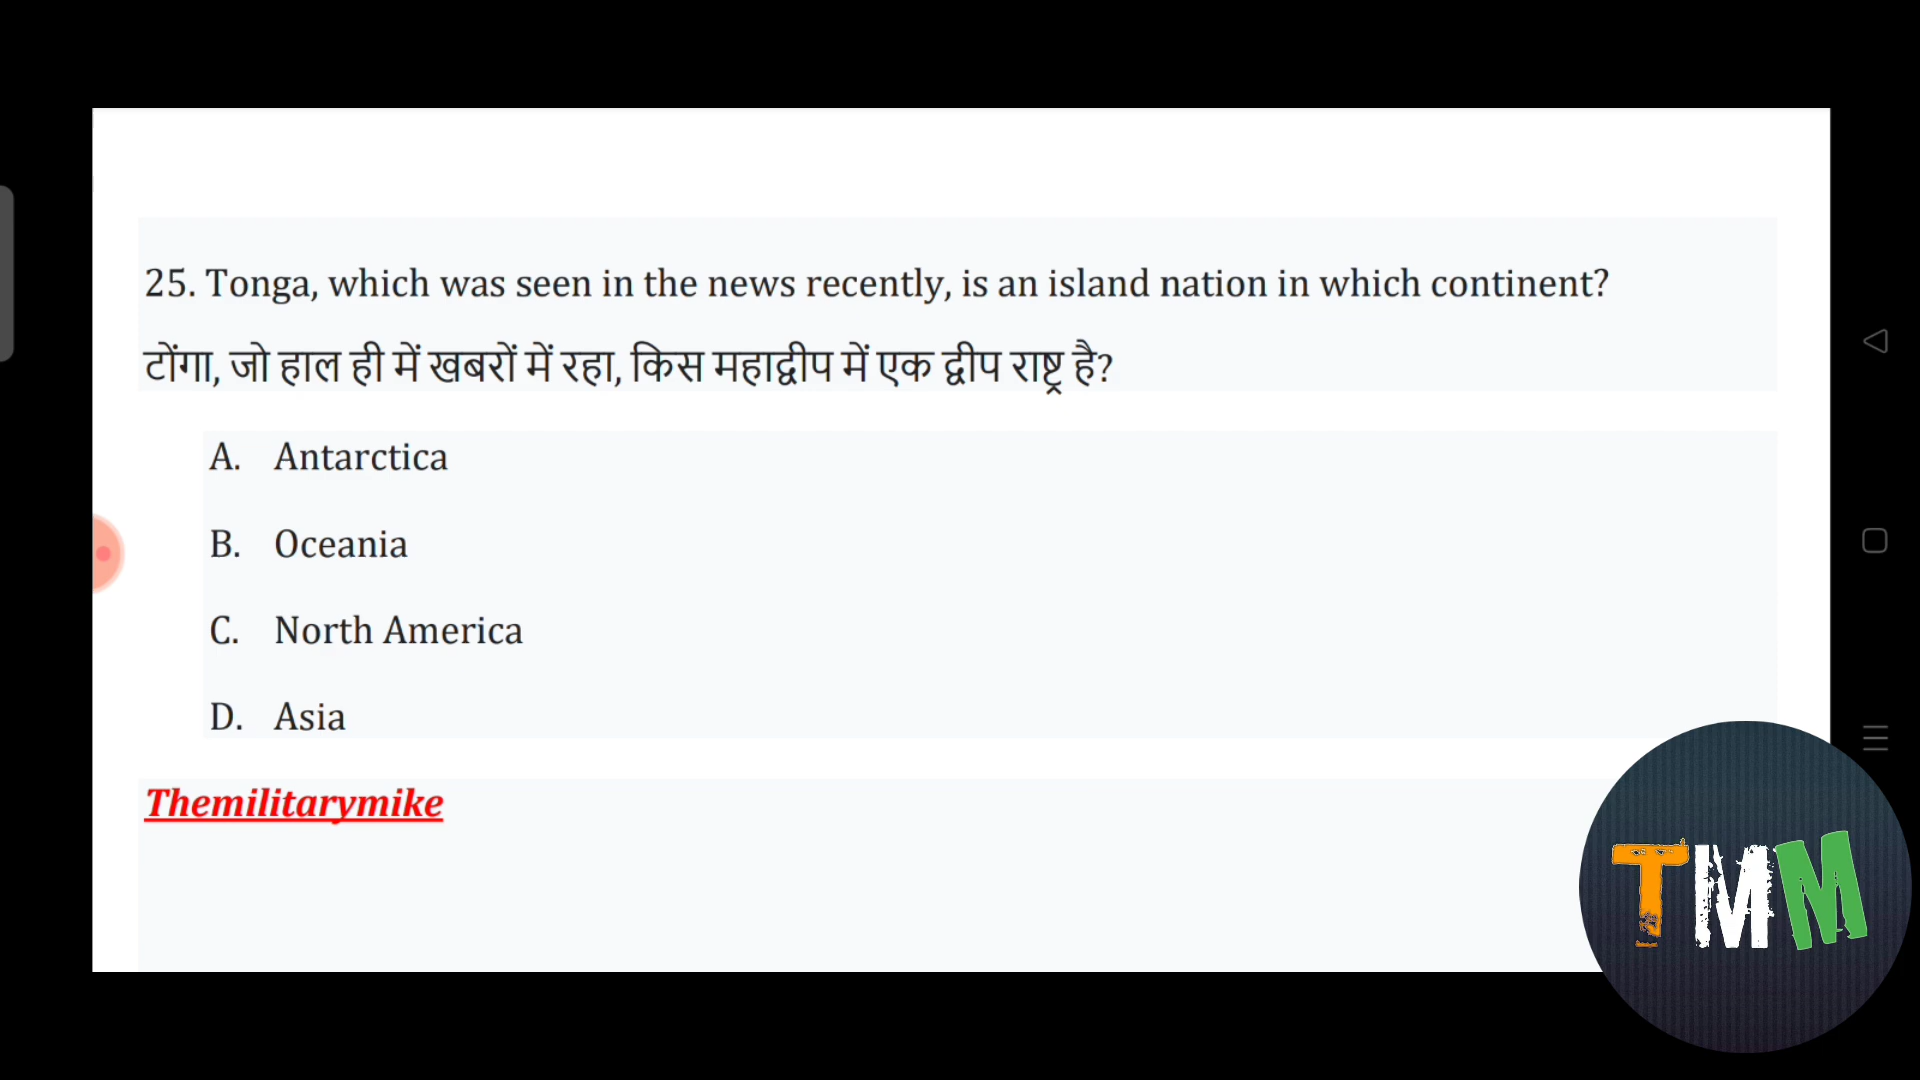 25. Tonga, which was seen in the news recently, is an island nation in which continent?
टोंगा, जो हाल ही में खबरों में रहा, किस महाद्वीप में एक द्वीप राष्ट्र है?
A. Antarctica
B. Oceania
C. North America
D. Asia
Themilitarymike
TMM